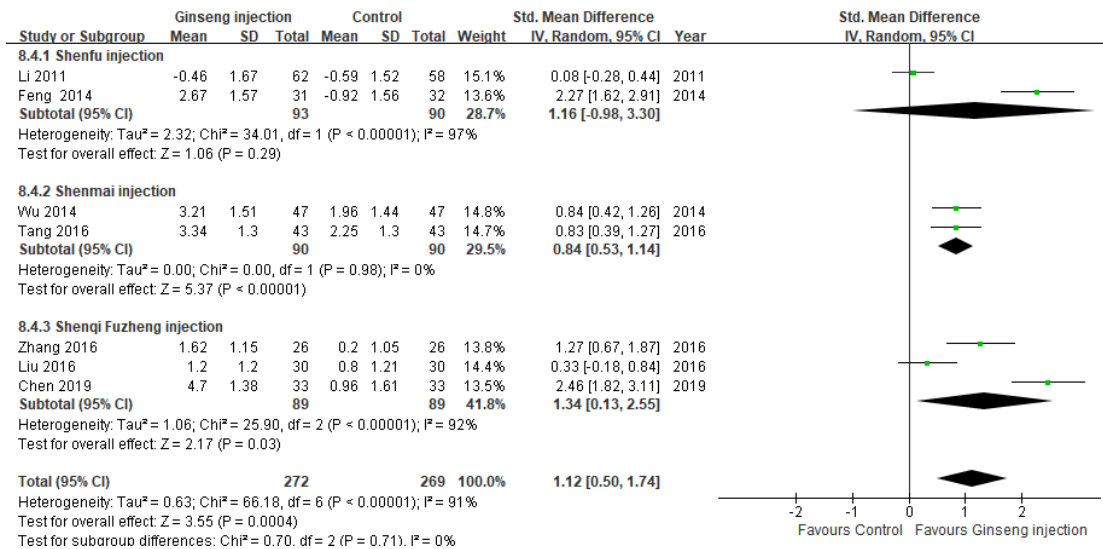 Ginseng injection Control Std. Mean Difference Std. Mean Difference
Study or Subgroup Mean SD Total Mean SD Total Weight IV, Random, 95% CI Year IV, Random, 95% CI
8.4.1 Shenfu injection
Li 2011 -0.46 1.67 62 -0.59 1.52 58 15.1% 0.08 [-0.28, 0.44] 2011
Feng 2014 2.67 1.57 31 -0.92 1.56 32 13.6% 2.27 [1.62, 2.91] 2014
Subtotal (95% CI) 93 90 28.7% 1.16 [-0.98, 3.30]
Heterogeneity: Tau² = 2.32; Chi² = 34.01, df = 1 (P < 0.00001); I² = 97%
Test for overall effect: Z = 1.06 (P = 0.29)
8.4.2 Shenmai injection
Wu 2014 3.21 1.51 47 1.96 1.44 47 14.8% 0.84 [0.42, 1.26] 2014
Tang 2016 3.34 1.3 43 2.25 1.3 43 14.7% 0.83 [0.39, 1.27] 2016
Subtotal (95% CI) 90 90 29.5% 0.84 [0.53, 1.14]
Heterogeneity: Tau² = 0.00; Chi² = 0.00, df = 1 (P = 0.98); I² = 0%
Test for overall effect: Z = 5.37 (P < 0.00001)
8.4.3 Shenqi Fuzheng injection
Zhang 2016 1.62 1.15 26 0.2 1.05 26 13.8% 1.27 [0.67, 1.87] 2016
Liu 2016 1.2 1.2 30 0.8 1.21 30 14.4% 0.33 [-0.18, 0.84] 2016
Chen 2019 4.7 1.38 33 0.96 1.61 33 13.5% 2.46 [1.82, 3.11] 2019
Subtotal (95% CI) 89 89 41.8% 1.34 [0.13, 2.55]
Heterogeneity: Tau² = 1.06; Chi² = 25.90, df = 2 (P < 0.00001); I² = 92%
Test for overall effect: Z = 2.17 (P = 0.03)
Total (95% CI) 272 269 100.0% 1.12 [0.50, 1.74]
Heterogeneity: Tau² = 0.63; Chi² = 66.18, df = 6 (P < 0.00001); I² = 91%
Test for overall effect: Z = 3.55 (P = 0.0004)
Test for subgroup differences: Chi² = 0.70, df = 2 (P = 0.71), I² = 0%
-2 -1 0 1 2
Favours Control Favours Ginseng injection